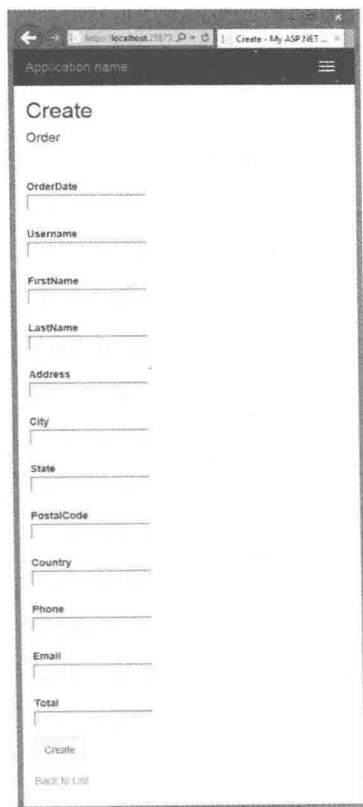 http://localhost
Create - My ASP.NET ...
Application name
Create
Order
OrderDate
Username
FirstName
LastName
Address
City
State
PostalCode
Country
Phone
Email
Total
Create
Back to List